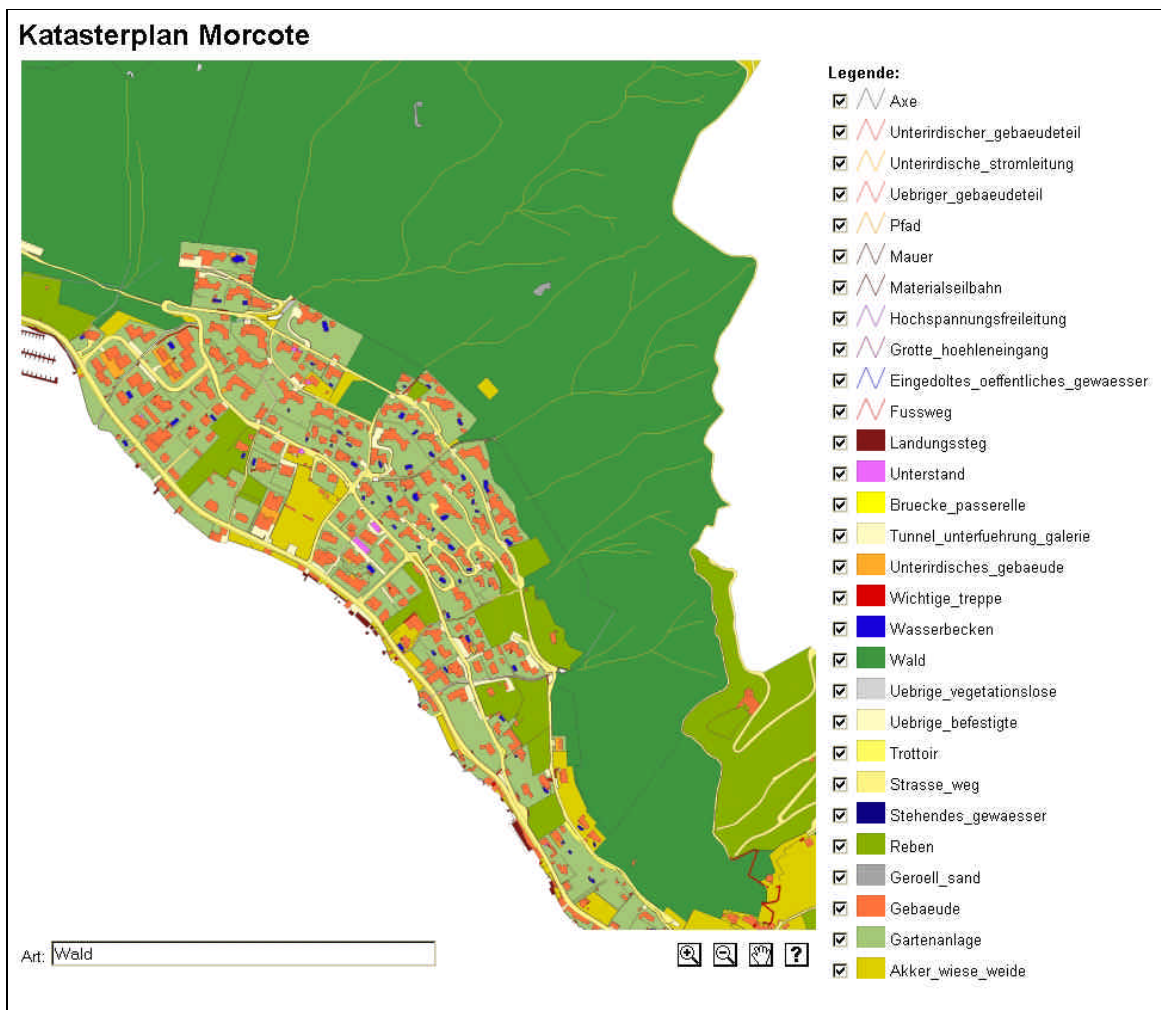 Katasterplan Morcote
Legende:
Axe
Unterirdischer_gebaeudeteil
Unterirdische_stromleitung
Uebriger_gebaeudeteil
Pfad
Mauer
Materialseilbahn
Hochspannungsfreileitung
Grotte_hoehleneingang
Eingedoltes_oeffentliches_gewaesser
Fussweg
Landungssteg
Unterstand
Bruecke_passerelle
Tunnel_unterfuehrung_galerie
Unterirdisches_gebaeude
Wichtige_treppe
Wasserbecken
Wald
Uebrige_vegetationslose
Uebrige_befestigte
Trottoir
Strasse_weg
Stehendes_gewaesser
Reben
Geroell_sand
Gebaeude
Gartenanlage
Akker_wiese_weide
Art: Wald
?